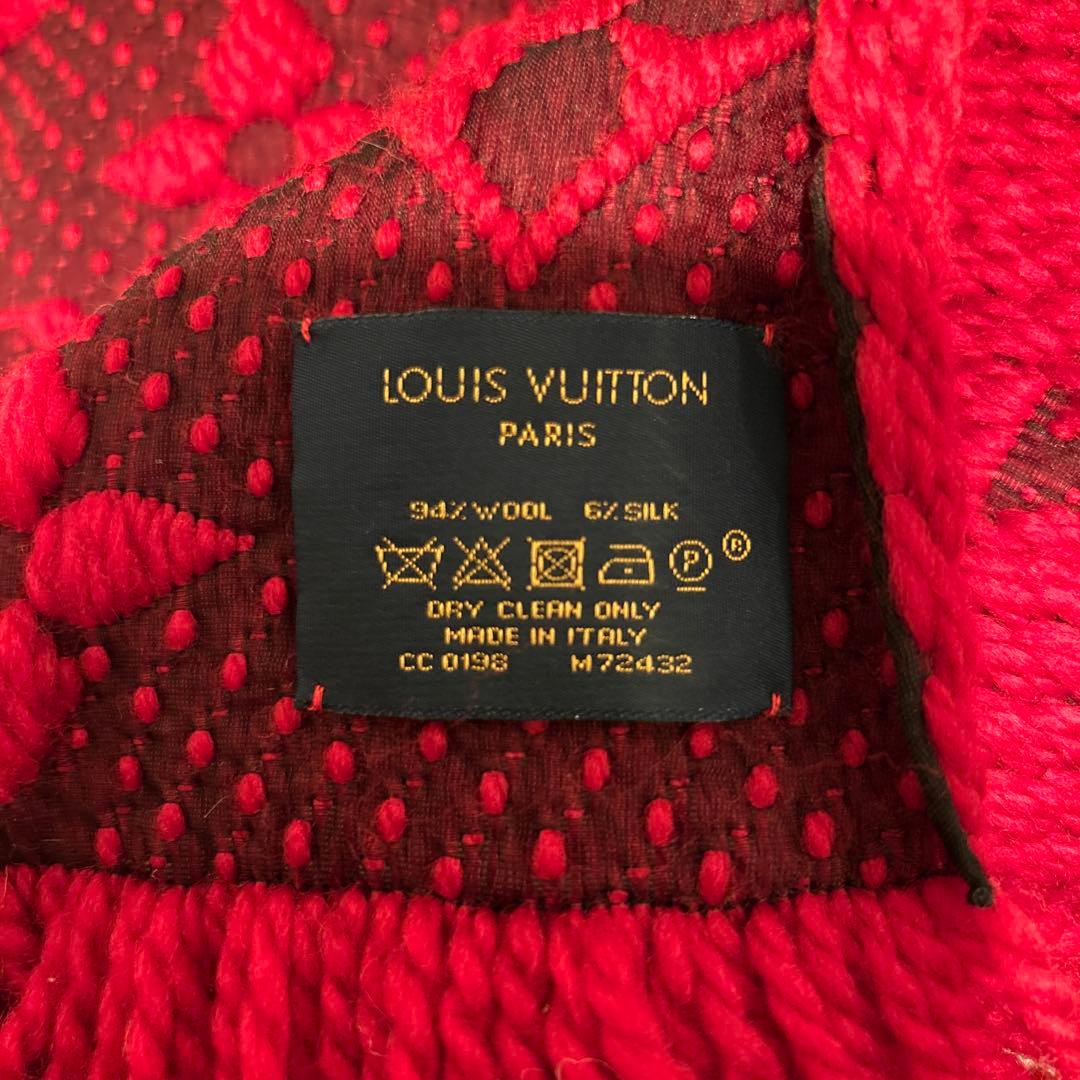 LOUIS VUITTON
PARIS
94% WOOL 6% SILK
P ®
DRY CLEAN ONLY
MADE IN ITALY
CC 0198 M72432